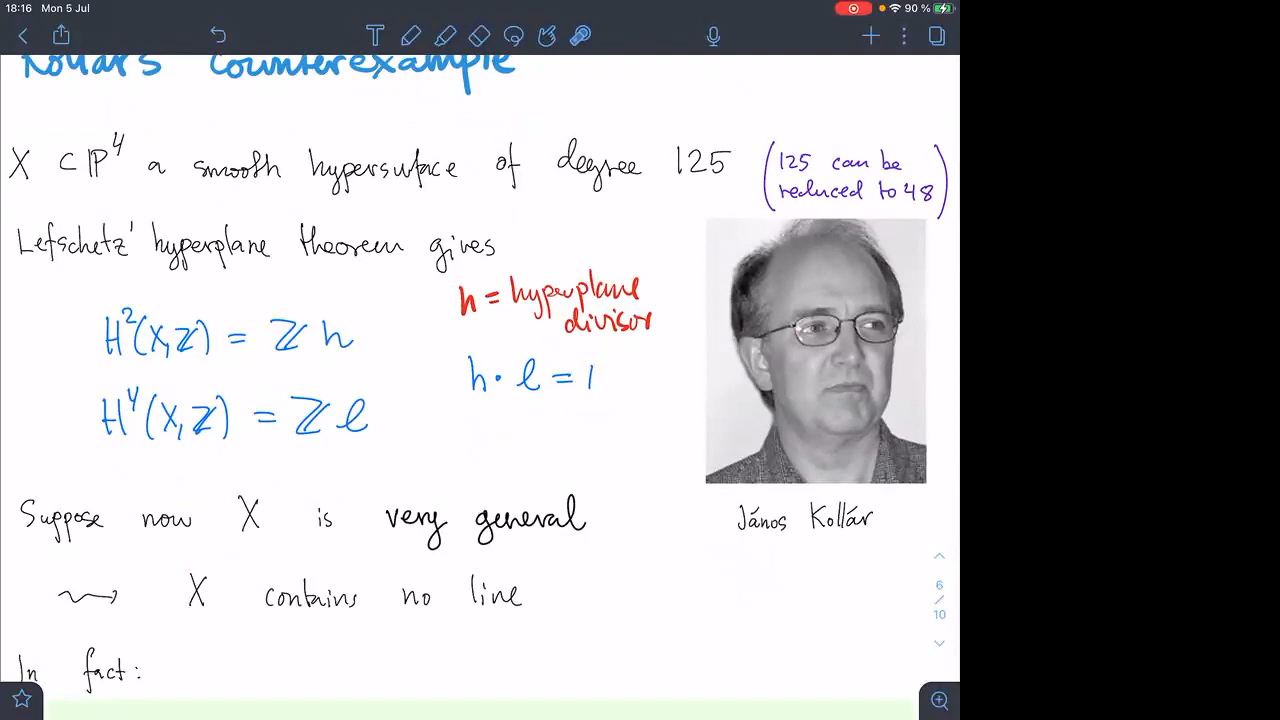 18:16 Mon 5 Jul
90 %
Kollár's counterexample
X ⊂ ℙ⁴ a smooth hypersurface of degree 125
(125 can be
reduced to 48)
Lefschetz' hyperplane theorem gives
h = hyperplane
divisor
H²(X,ℤ) = ℤ h
h · ℓ = 1
H⁴(X,ℤ) = ℤ ℓ
Suppose now X is very general
János Kollár
⇝ X contains no line
6
/
10
In fact: